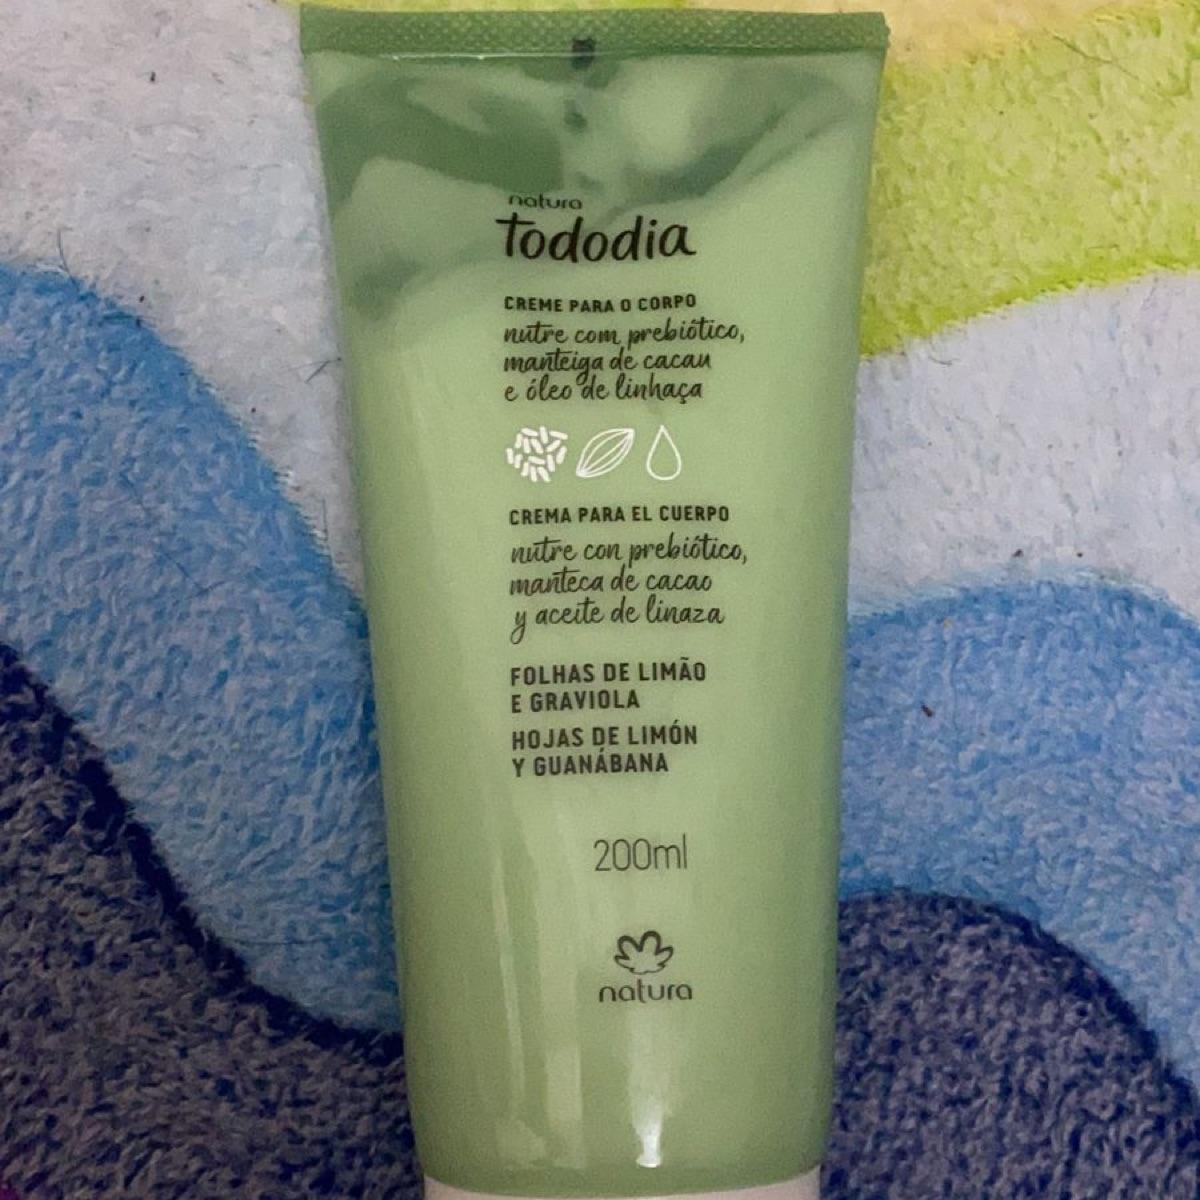 natura
Tododia
CREME PARA O CORPO
nutre com prebiótico,
manteiga de cacau
e óleo de linhaça
CREMA PARA EL CUERPO
nutre con prebiótico,
manteca de cacao
y aceite de linaza
FOLHAS DE LIMÃO
E GRAVIOLA
HOJAS DE LIMÓN
Y GUANÁBANA
200ml
natura